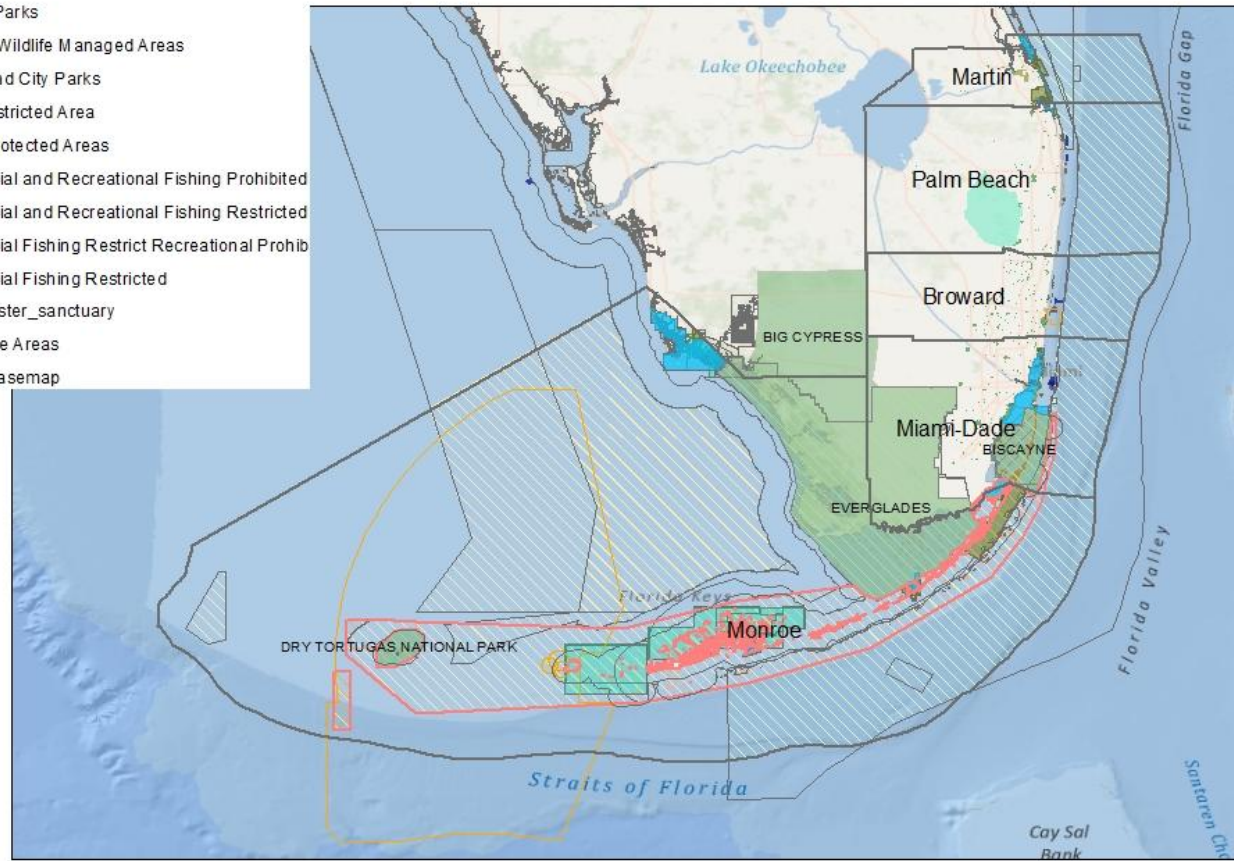 Parks
Wildlife Managed Areas
nd City Parks
stricted Area
otected Areas
ial and Recreational Fishing Prohibited
ial and Recreational Fishing Restricted
ial Fishing Restrict Recreational Prohib
ial Fishing Restricted
ster_sanctuary
e Areas
asemap
Lake Okeechobee
Martin
Florida Gap
Palm Beach
Broward
BIG CYPRESS
Miami-Dade
BISCAYNE
EVERGLADES
Florida Keys
Monroe
DRY TORTUGAS NATIONAL PARK
Florida Valley
Straits of Florida
Santaren Cha
Cay Sal
Bank